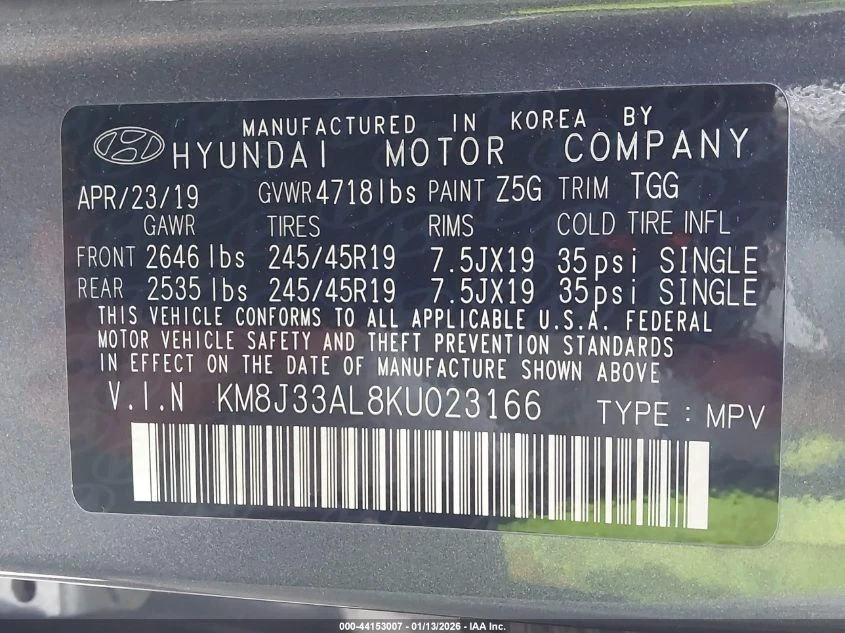 MANUFACTURED IN KOREA BY
HYUNDAI MOTOR COMPANY
APR/23/19 GVWR 4718 lbs PAINT Z5G TRIM TGG
GAWR TIRES RIMS COLD TIRE INFL
FRONT 2646 lbs 245/45R19 7.5JX19 35psi SINGLE
REAR 2535 lbs 245/45R19 7.5JX19 35psi SINGLE
THIS VEHICLE CONFORMS TO ALL APPLICABLE U.S.A. FEDERAL
MOTOR VEHICLE SAFETY AND THEFT PREVENTION STANDARDS
IN EFFECT ON THE DATE OF MANUFACTURE SHOWN ABOVE
V.I.N KM8J33AL8KU023166 TYPE : MPV
000-44153007 - 01/13/2026 - IAA Inc.